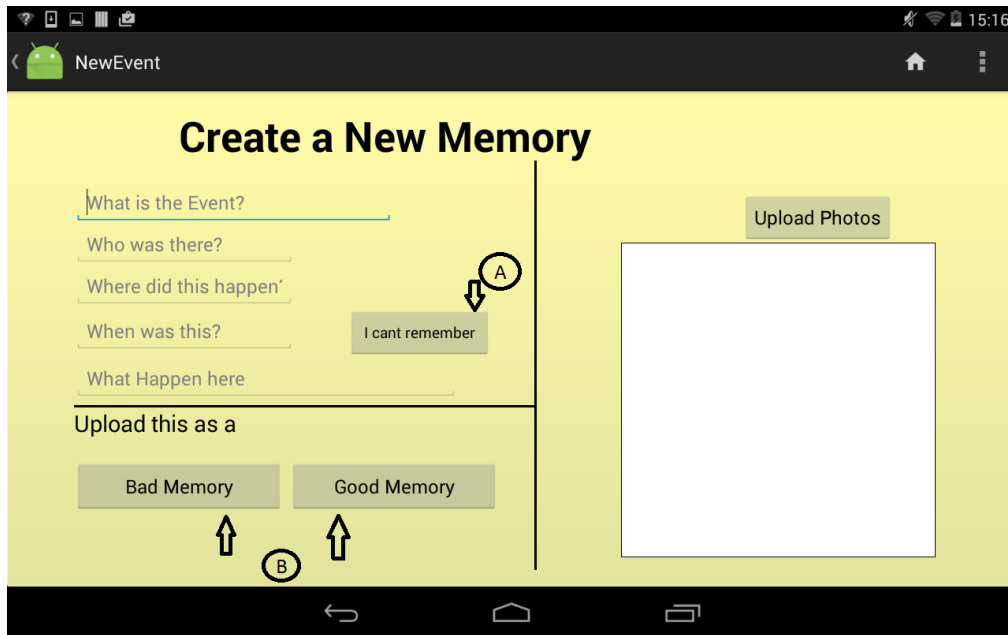 15:16
NewEvent
Create a New Memory
What is the Event?
Who was there?
Where did this happen?
When was this?
What Happen here
A
I cant remember
Upload this as a
Bad Memory
Good Memory
B
Upload Photos